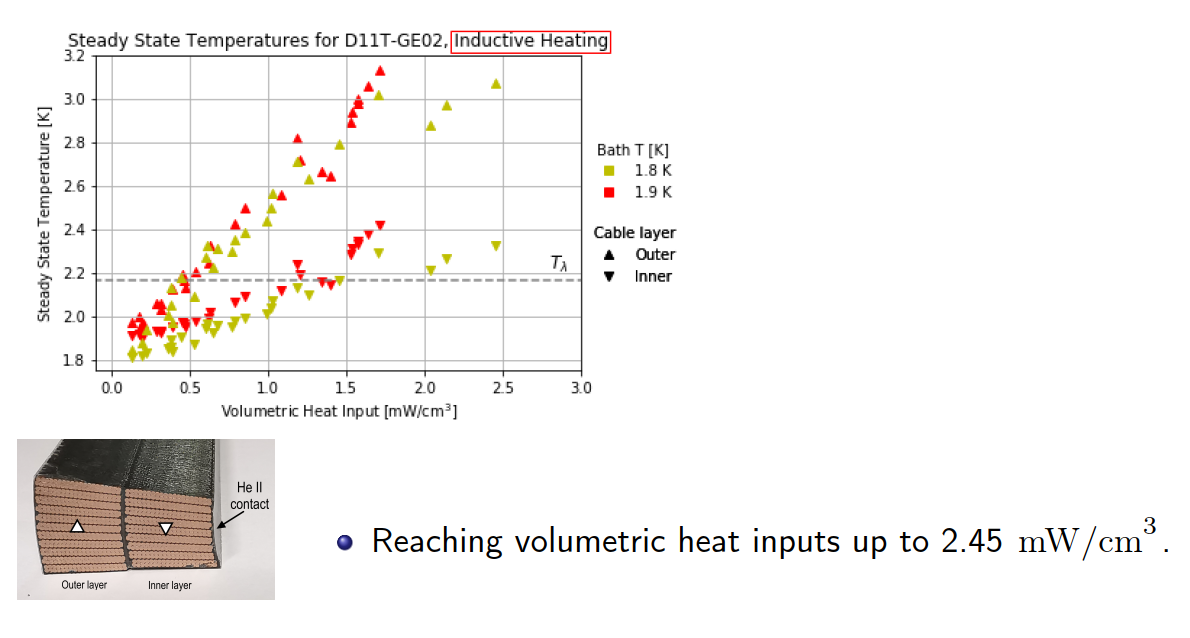 Steady State Temperatures for D11T-GE02, Inductive Heating
3.2
3.0
2.8
2.6
2.4
2.2
2.0
1.8
Steady State Temperature [K]
T_λ
0.0 0.5 1.0 1.5 2.0 2.5 3.0
Volumetric Heat Input [mW/cm³]
Bath T [K]
1.8 K
1.9 K
Cable layer
Outer
Inner
He II
contact
Outer layer Inner layer
Reaching volumetric heat inputs up to 2.45 mW/cm³.